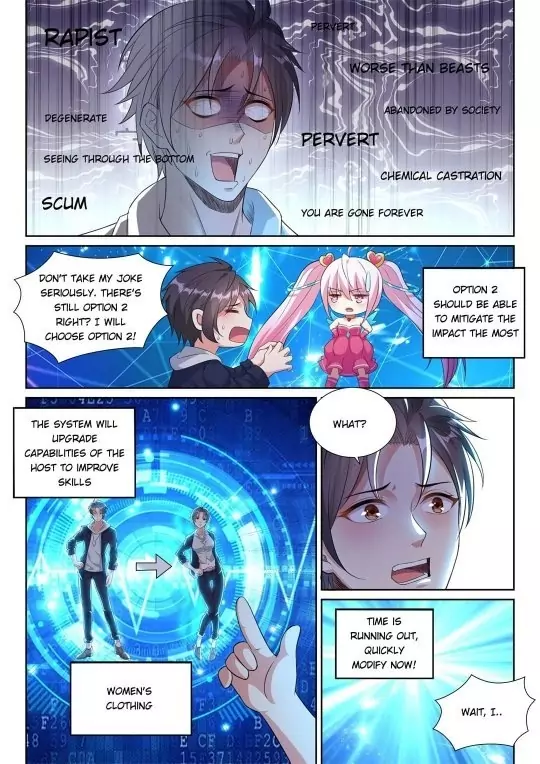 RAPIST
PERVERT
WORSE THAN BEASTS
DEGENERATE
ABANDONED BY SOCIETY
PERVERT
SEEING THROUGH THE BOTTOM
CHEMICAL CASTRATION
SCUM
YOU ARE GONE FOREVER
DON'T TAKE MY JOKE
SERIOUSLY. THERE'S
STILL OPTION 2
RIGHT? I WILL
CHOOSE OPTION 2!
OPTION 2
SHOULD BE ABLE
TO MITIGATE THE
IMPACT THE MOST
THE SYSTEM WILL
UPGRADE
CAPABILITIES OF THE
HOST TO IMPROVE
SKILLS
WHAT?
WOMEN'S
CLOTHING
TIME IS
RUNNING OUT,
QUICKLY
MODIFY NOW!
WAIT, I..